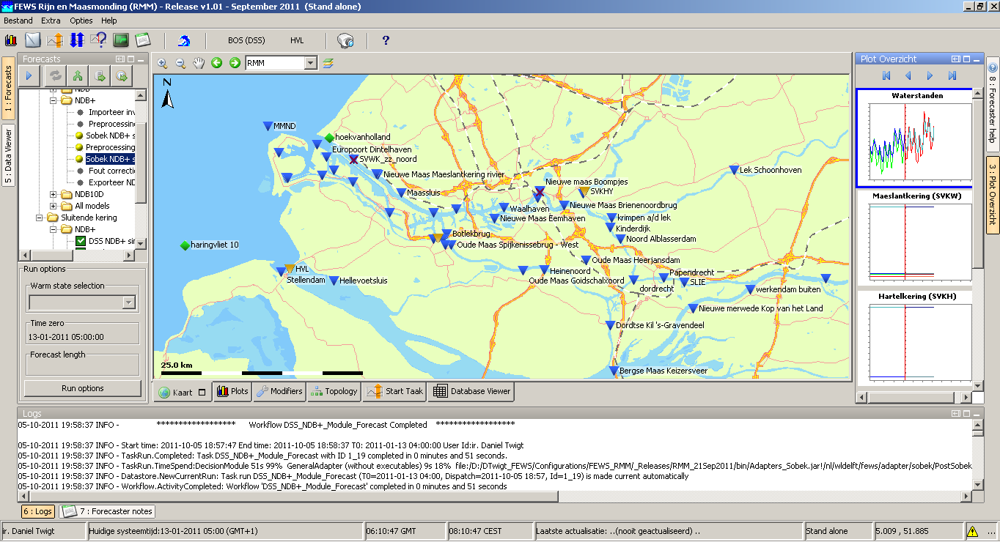 FEWS Rijn en Maasmonding (RMM) - Release v1.01 - September 2011 (Stand alone)
Bestand Extra Opties Help
BOS (DSS) HVL
?
1 : Forecasts
5 : Data Viewer
Forecasts
NDB
NDB+
Importeer inv
Preprocessing
Sobek NDB+ s
Preprocessing
Sobek NDB+ s
Fout correcti
Exporteer ND
NDB10D
All models
Sluitende kering
NDB+
DSS NDB+ sir
Run options
Warm state selection
Time zero
13-01-2011 05:00:00
Forecast length
Run options
RMM
N
MMND
hoekvanholland
Europoort Dintelhaven
SVWK_zz_noord
Nieuwe Maas Maeslantkering rivier
Lek Schoonhoven
Nieuwe maas Boompjes
SVKHY
Maassluis
Nieuwe Maas Brienenoordbrug
Waalhaven
Nieuwe Maas Eemhaven
krimpen a/d lek
Kinderdijk
Botlekbrug
Noord Alblasserdam
haringvliet 10
Oude Maas Spijkenissebrug - West
Oude Maas Heerjansdam
HVL
Heinenoord
Papendrecht
Stellendam
Hellevoetsluis
Oude Maas Goidschalxoord
SLIE
dordrecht
werkendam buiten
Nieuwe merwede Kop van het Land
Dordtse Kil 's-Gravendeel
25.0 km
Bergse Maas Keizersveer
Kaart Plots Modifiers Topology Start Taak Database Viewer
Plot Overzicht
Waterstanden
Maeslantkering (SVKW)
Hartelkering (SVKH)
8 : Forecaster help
3 : Plot Overzicht
Logs
05-10-2011 19:58:37 INFO - ****************** Workflow DSS_NDB+_Module_Forecast Completed ******************
05-10-2011 19:58:37 INFO - Start time: 2011-10-05 18:57:47 End time: 2011-10-05 18:58:37 T0: 2011-01-13 04:00:00 User Id:ir. Daniel Twigt
05-10-2011 19:58:37 INFO - TaskRun.Completed: Task DSS_NDB+_Module_Forecast with ID 1_19 completed in 0 minutes and 51 seconds.
05-10-2011 19:58:37 INFO - TaskRun.TimeSpend:DecisionModule 51s 99% GeneralAdapter (without executables) 9s 18% file:/D:/DTwigt_FEWS/Configurations/FEWS_RMM/_Releases/RMM_21Sep2011/bin/Adapters_Sobek.jar!/nl/wldelft/fews/adapter/sobek/PostSobek
05-10-2011 19:58:37 INFO - Datastore.NewCurrentRun: Task run DSS_NDB+_Module_Forecast (T0=2011-01-13 04:00, Dispatch=2011-10-05 18:57, Id=1_19) is made current automatically
05-10-2011 19:58:37 INFO - Workflow.ActivityCompleted: Workflow 'DSS_NDB+_Module_Forecast' completed in 0 minutes and 51 seconds
6 : Logs 7 : Forecaster notes
ir. Daniel Twigt Huidige systeemtijd:13-01-2011 05:00 (GMT+1) 06:10:47 GMT 08:10:47 CEST Laatste actualisatie: ..(nooit geactualiseerd) .. Stand alone 5.009 , 51.885 ...